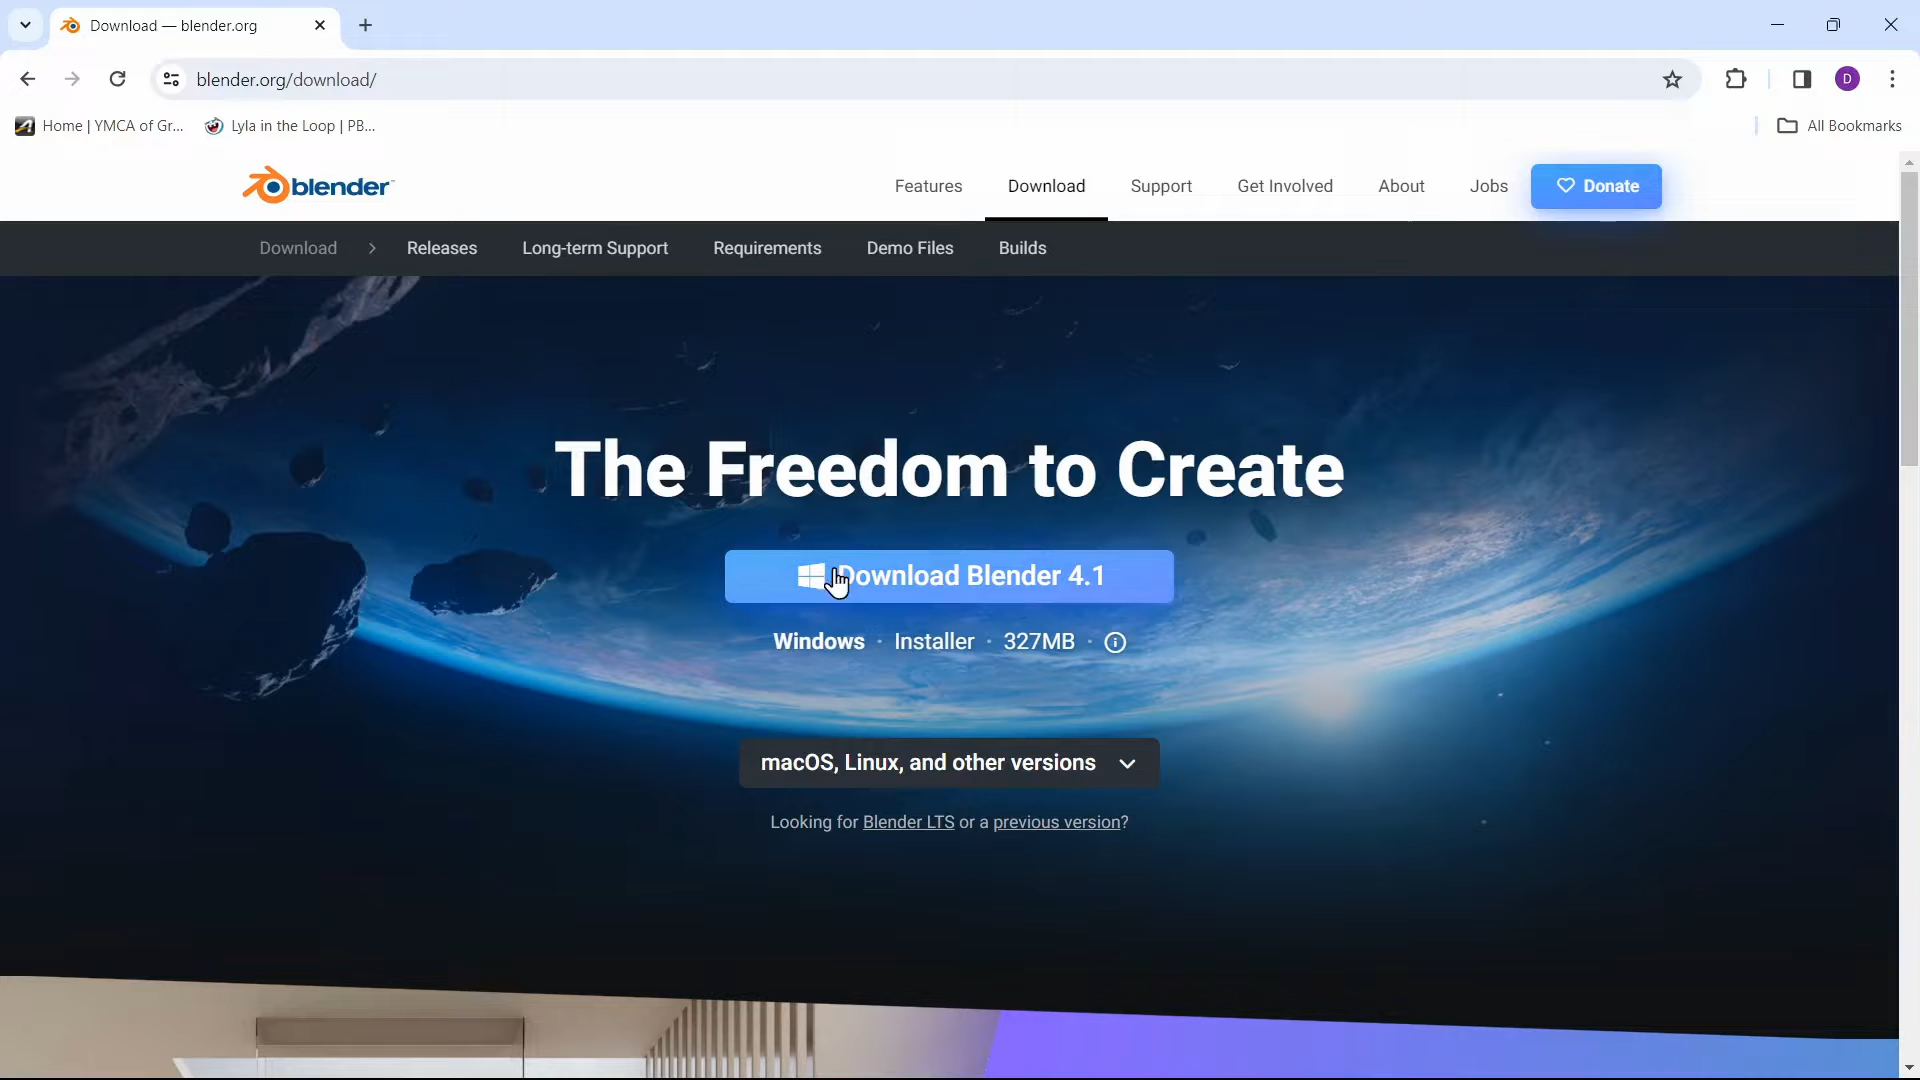 Download — blender.org
blender.org/download/
D
Home | YMCA of Gr...
Lyla in the Loop | PB...
All Bookmarks
blender
Features
Download
Support
Get Involved
About
Jobs
Donate
Download
Releases
Long-term Support
Requirements
Demo Files
Builds
The Freedom to Create
Download Blender 4.1
Windows · Installer · 327MB ·
macOS, Linux, and other versions
Looking for Blender LTS or a previous version?